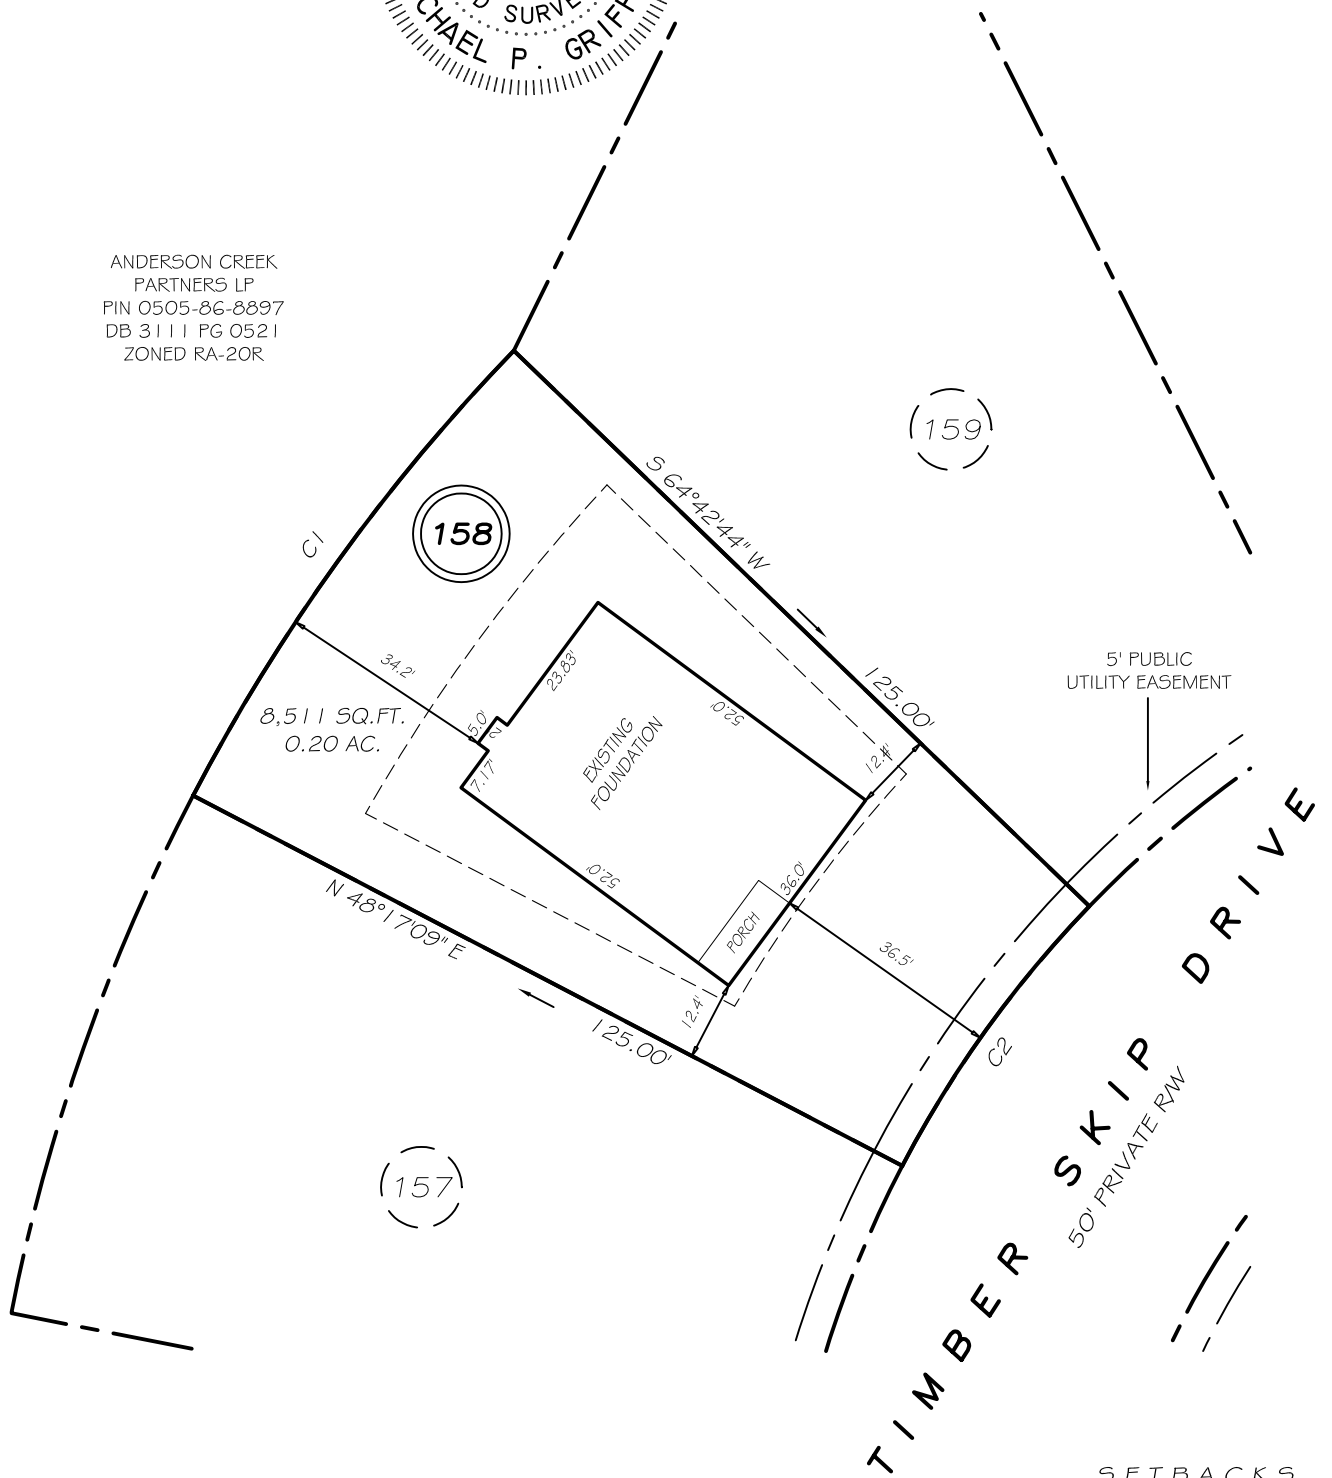 D SURVE
CHAEL P. GRIFF
ANDERSON CREEK
PARTNERS LP
PIN 0505-86-8897
DB 3111 PG 0521
ZONED RA-20R
159
S 64°42'44" W
158
C1
34.2'
23.83'
5.0'
2'
7.17'
8,511 SQ.FT.
0.20 AC.
EXISTING
FOUNDATION
52.0'
125.00'
12.4'
5' PUBLIC
UTILITY EASEMENT
52.0'
36.0'
PORCH
36.5'
N 48°17'09" E
12.4'
125.00'
C2
157
TIMBER SKIP DRIVE
50' PRIVATE R/W
SETBACKS